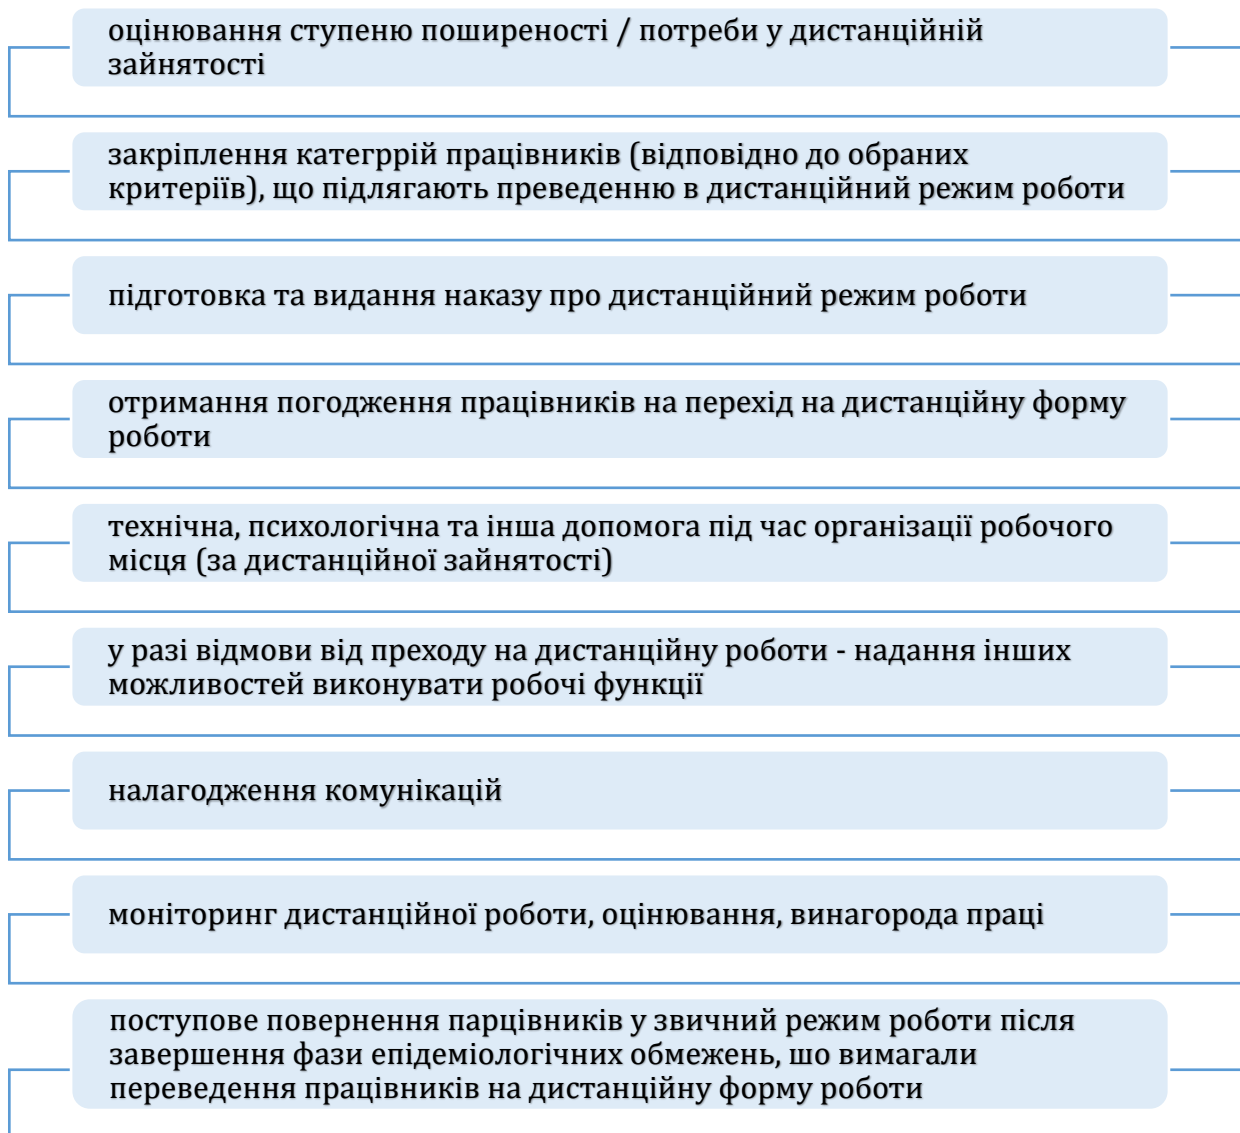 оцінювання ступеню поширеності / потреби у дистанційній
зайнятості
закріплення категррій працівників (відповідно до обраних
критеріїв), що підлягають преведенню в дистанційний режим роботи
підготовка та видання наказу про дистанційний режим роботи
отримання погодження працівників на перехід на дистанційну форму
роботи
технічна, психологічна та інша допомога під час організації робочого
місця (за дистанційної зайнятості)
у разі відмови від преходу на дистанційну роботи - надання інших
можливостей виконувати робочі функції
налагодження комунікацій
моніторинг дистанційної роботи, оцінювання, винагорода праці
поступове повернення парцівників у звичний режим роботи після
завершення фази епідеміологічних обмежень, шо вимагали
переведення працівників на дистанційну форму роботи